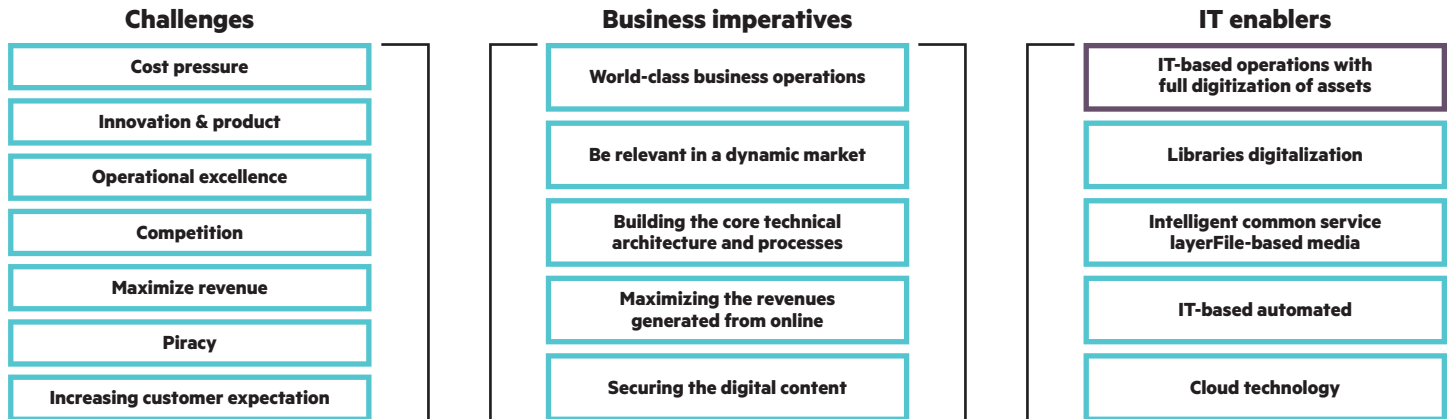 Challenges
Cost pressure
Innovation & product
Operational excellence
Competition
Maximize revenue
Piracy
Increasing customer expectation
Business imperatives
World-class business operations
Be relevant in a dynamic market
Building the core technical
architecture and processes
Maximizing the revenues
generated from online
Securing the digital content
IT enablers
IT-based operations with
full digitization of assets
Libraries digitalization
Intelligent common service
layerFile-based media
IT-based automated
Cloud technology